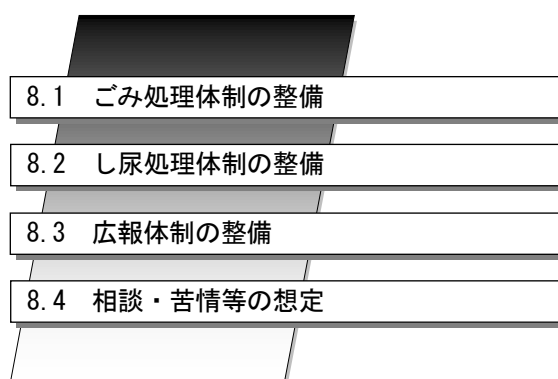 8.1 ごみ処理体制の整備
8.2 し尿処理体制の整備
8.3 広報体制の整備
8.4 相談・苦情等の想定